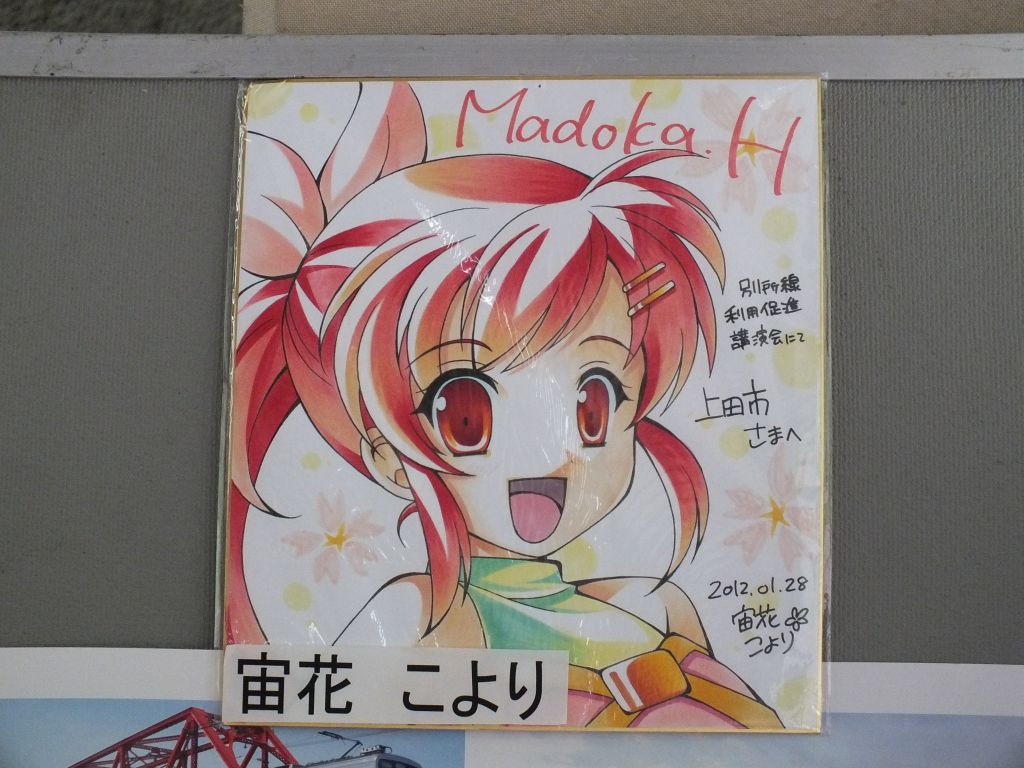 Madoka.H
別所線
利用促進
講演会にて
上田市
さまへ
2012.01.28
宙花
こより
宙花 こより